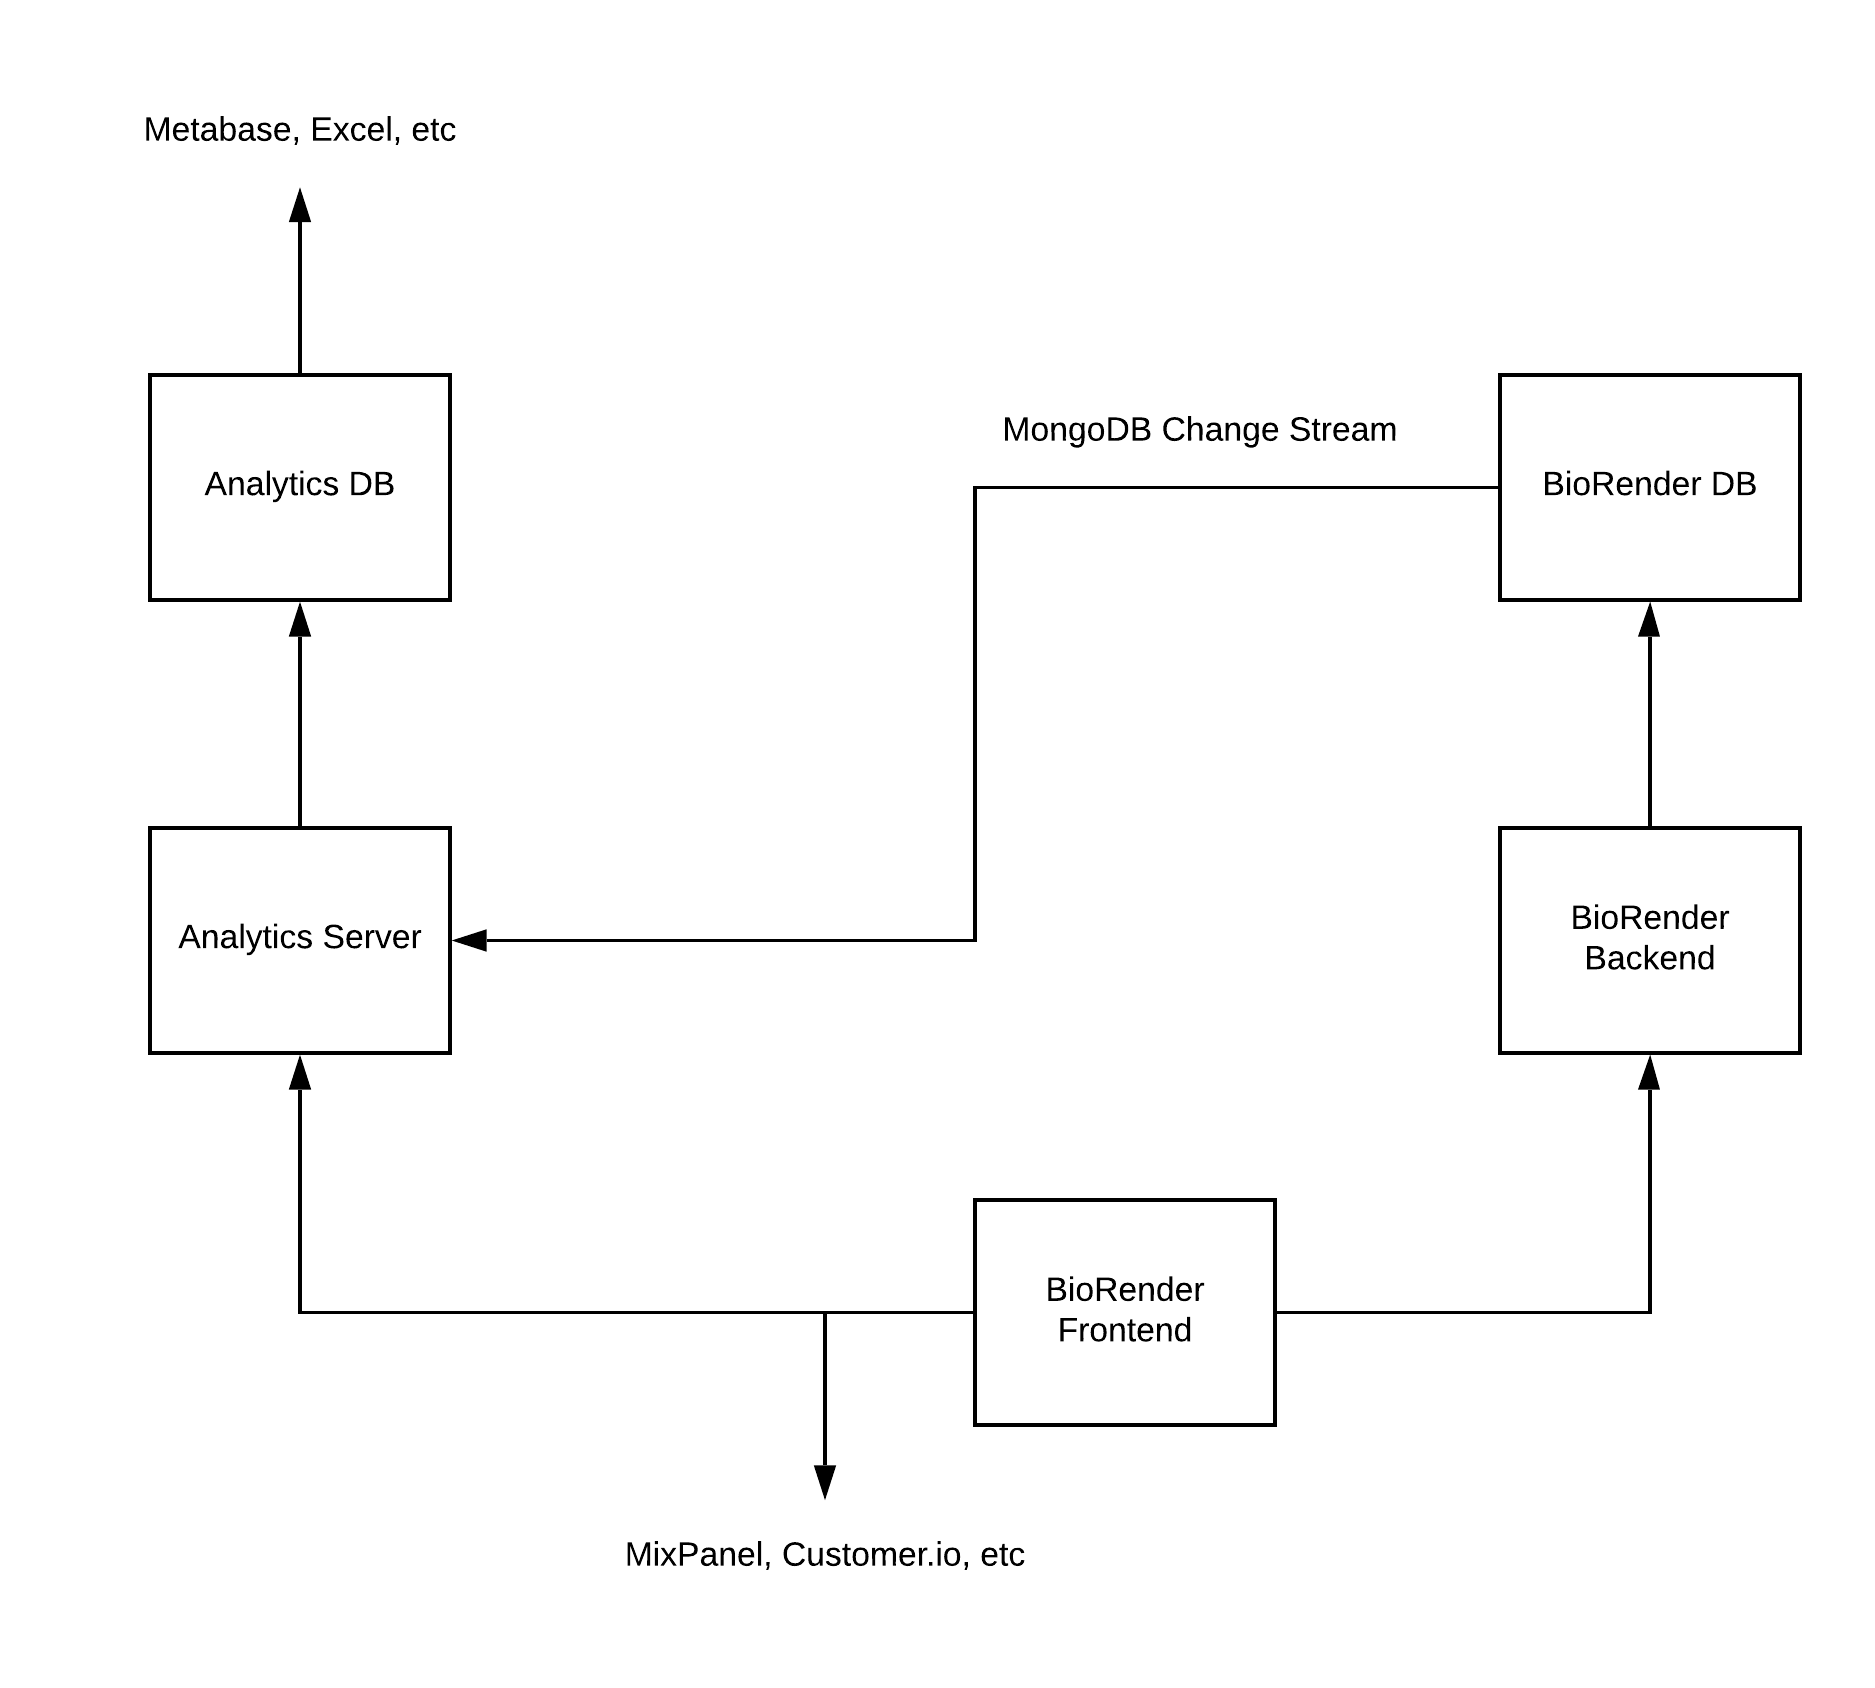 Metabase, Excel, etc
MongoDB Change Stream
Analytics DB
BioRender DB
Analytics Server
BioRender
Backend
BioRender
Frontend
MixPanel, Customer.io, etc